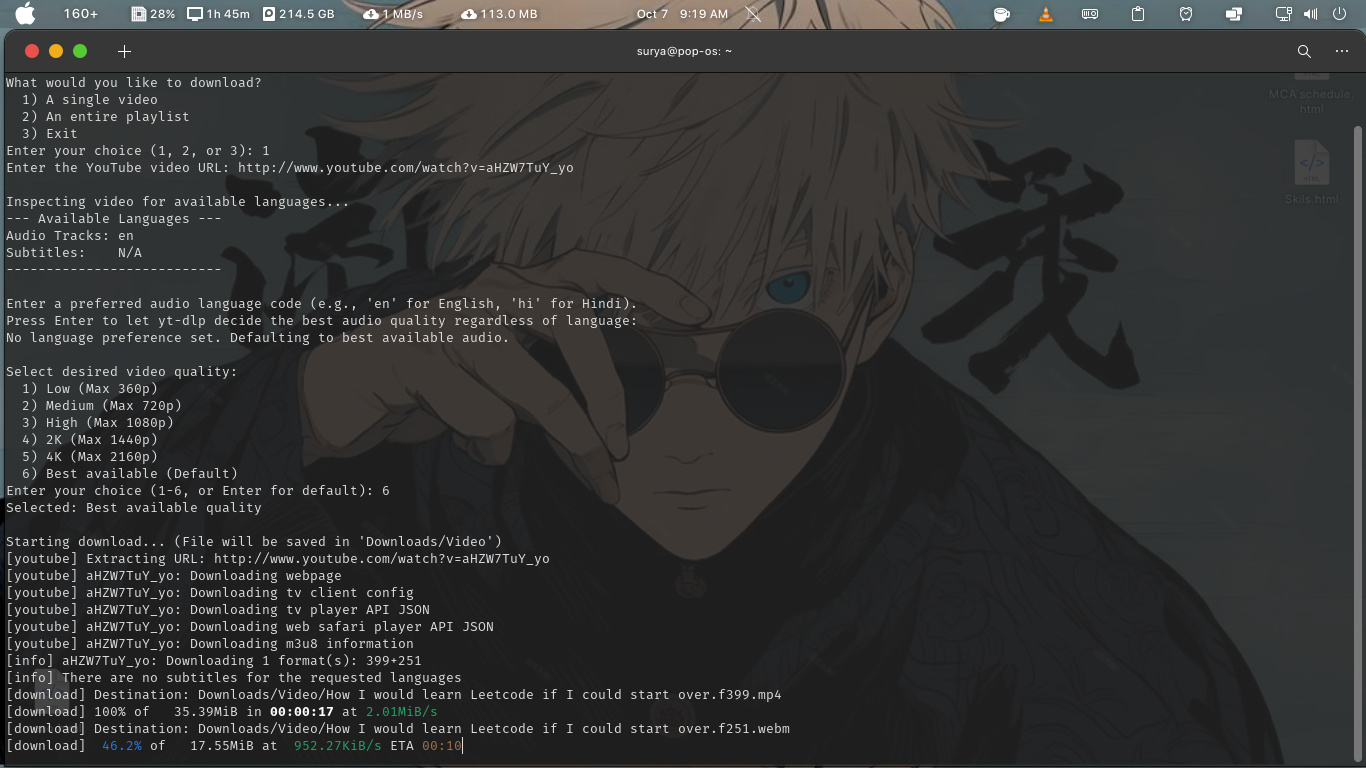 160+ 28% 1h 45m 214.5 GB 1 MB/s 113.0 MB Oct 7 9:19 AM
surya@pop-os: ~
MCA schedule.
html
Skils.html
What would you like to download?
1) A single video
2) An entire playlist
3) Exit
Enter your choice (1, 2, or 3): 1
Enter the YouTube video URL: http://www.youtube.com/watch?v=aHZW7TuY_yo
Inspecting video for available languages...
--- Available Languages ---
Audio Tracks: en
Subtitles:    N/A
---------------------------
Enter a preferred audio language code (e.g., 'en' for English, 'hi' for Hindi).
Press Enter to let yt-dlp decide the best audio quality regardless of language:
No language preference set. Defaulting to best available audio.
Select desired video quality:
1) Low (Max 360p)
2) Medium (Max 720p)
3) High (Max 1080p)
4) 2K (Max 1440p)
5) 4K (Max 2160p)
6) Best available (Default)
Enter your choice (1-6, or Enter for default): 6
Selected: Best available quality
Starting download... (File will be saved in 'Downloads/Video')
[youtube] Extracting URL: http://www.youtube.com/watch?v=aHZW7TuY_yo
[youtube] aHZW7TuY_yo: Downloading webpage
[youtube] aHZW7TuY_yo: Downloading tv client config
[youtube] aHZW7TuY_yo: Downloading tv player API JSON
[youtube] aHZW7TuY_yo: Downloading web safari player API JSON
[youtube] aHZW7TuY_yo: Downloading m3u8 information
[info] aHZW7TuY_yo: Downloading 1 format(s): 399+251
[info] There are no subtitles for the requested languages
[download] Destination: Downloads/Video/How I would learn Leetcode if I could start over.f399.mp4
[download] 100% of   35.39MiB in 00:00:17 at 2.01MiB/s
[download] Destination: Downloads/Video/How I would learn Leetcode if I could start over.f251.webm
[download]  46.2% of   17.55MiB at  952.27KiB/s ETA 00:10